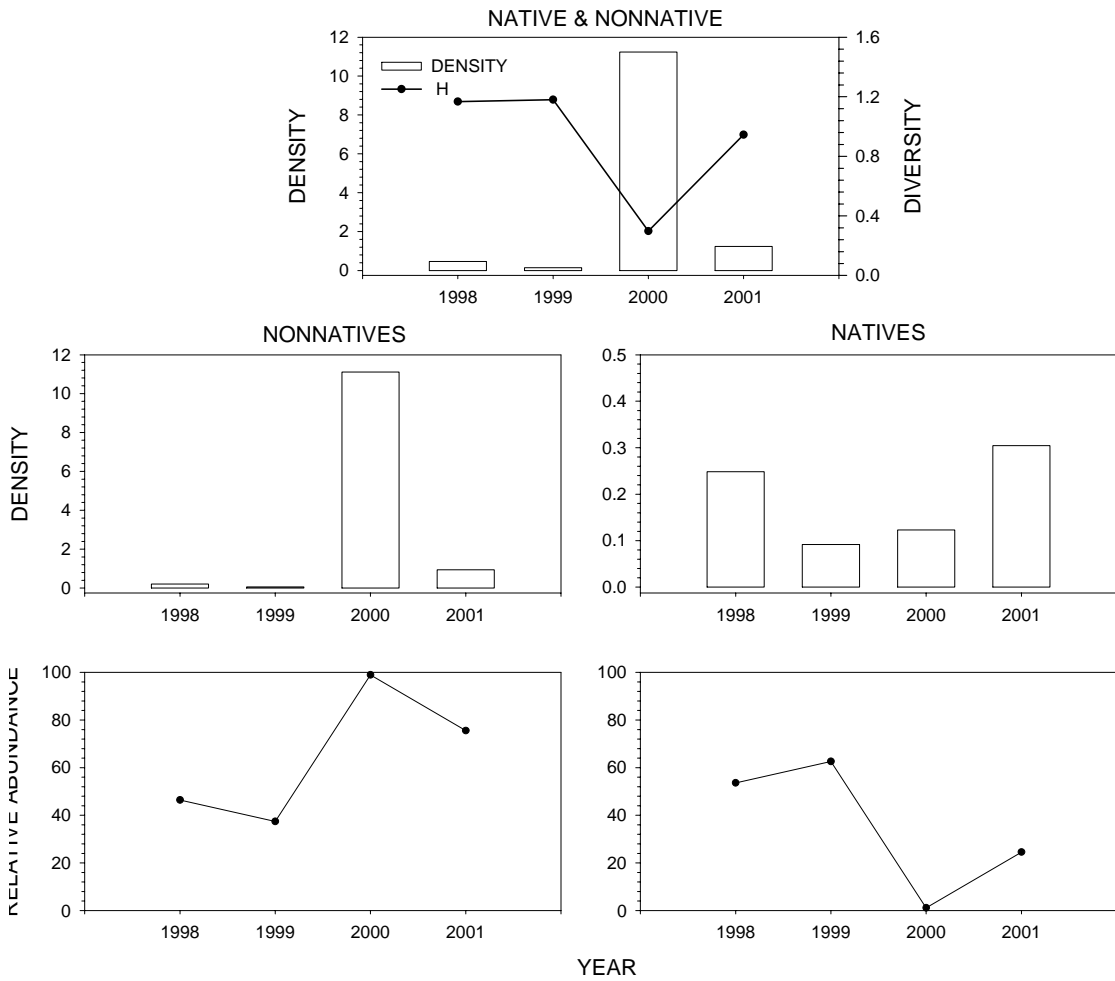 NATIVE & NONNATIVE
12
10
8
6
4
2
0
DENSITY
DENSITY
H
1.6
1.2
0.8
0.4
0.0
DIVERSITY
1998 1999 2000 2001
NONNATIVES
12
10
8
6
4
2
0
DENSITY
1998 1999 2000 2001
NATIVES
0.5
0.4
0.3
0.2
0.1
0.0
1998 1999 2000 2001
100
80
60
40
20
0
RELATIVE ABUNDANCE
1998 1999 2000 2001
100
80
60
40
20
0
1998 1999 2000 2001
YEAR